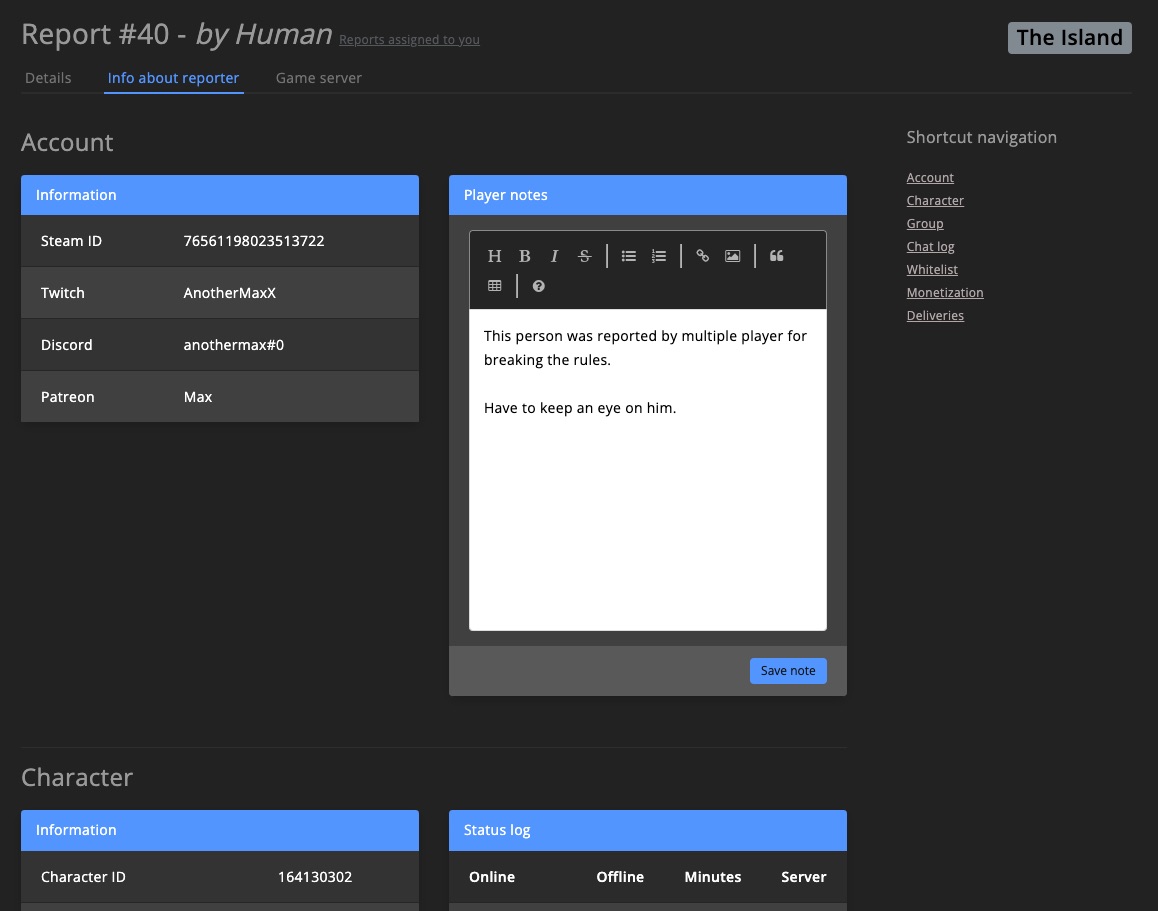 Report #40 - by Human Reports assigned to you
The Island
Details Info about reporter Game server
Account
Information
Steam ID 76561198023513722
Twitch AnotherMaxX
Discord anothermax#0
Patreon Max
Player notes
H B I S
This person was reported by multiple player for
breaking the rules.
Have to keep an eye on him.
Save note
Shortcut navigation
Account
Character
Group
Chat log
Whitelist
Monetization
Deliveries
Character
Information
Character ID 164130302
Status log
Online Offline Minutes Server